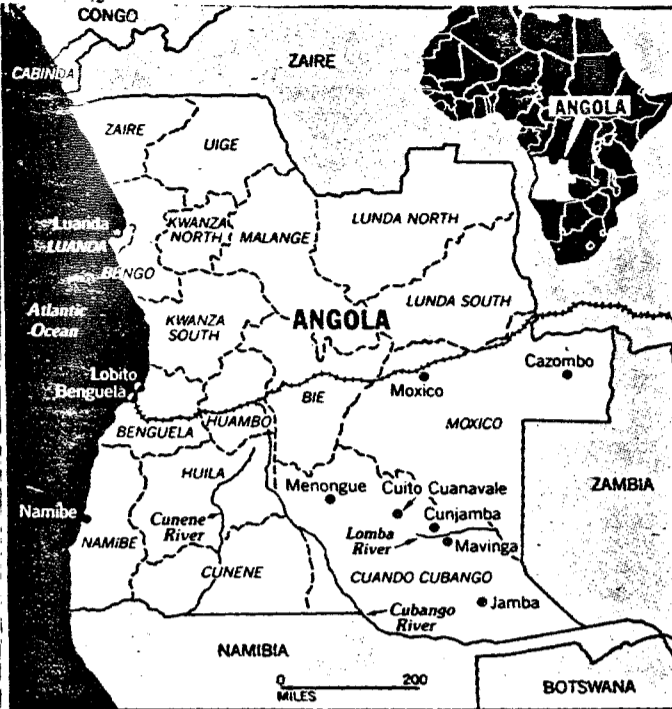 CONGO
CABINDA
ZAIRE
ANGOLA
ZAIRE
UIGE
Luanda
LUANDA
BENGO
KWANZA
NORTH
MALANGE
LUNDA NORTH
Atlantic
Ocean
KWANZA
SOUTH
ANGOLA
LUNDA SOUTH
Cazombo
Lobito
Benguela
BIE
Moxico
MOXICO
BENGUELA
HUAMBO
HUILA
Menongue
Cuito Cuanavale
ZAMBIA
Namibe
NAMIBE
Cunene
River
Lomba
River
Cunjamba
Mavinga
CUNENE
CUANDO CUBANGO
Jamba
Cubango
River
NAMIBIA
0 200
MILES
BOTSWANA